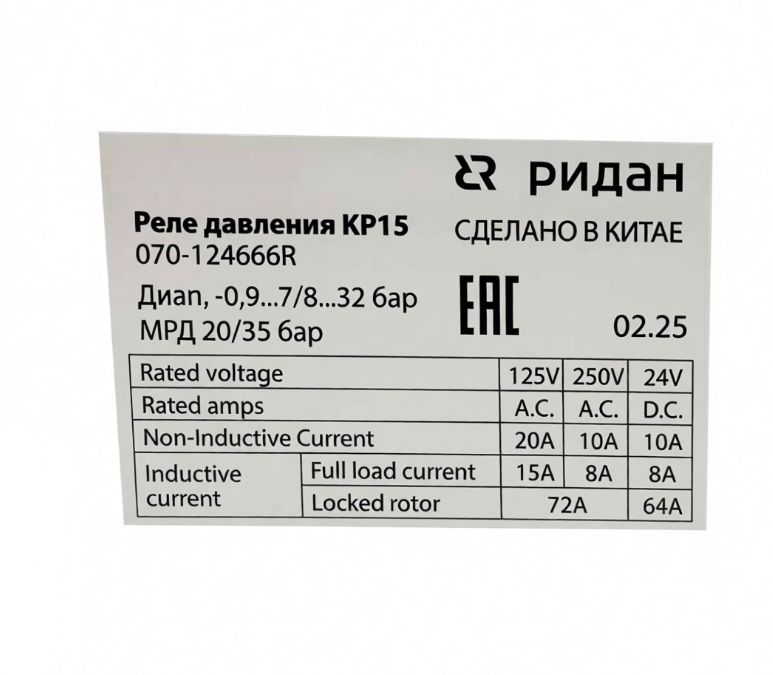 ридан
Реле давления КР15
СДЕЛАНО В КИТАЕ
070-124666R
Диап, -0,9...7/8...32 бар
EAC
МРД 20/35 бар
02.25
Rated voltage 125V 250V 24V
Rated amps A.C. A.C. D.C.
Non-Inductive Current 20A 10A 10A
Inductive current Full load current 15A 8A 8A
Locked rotor 72A 64A